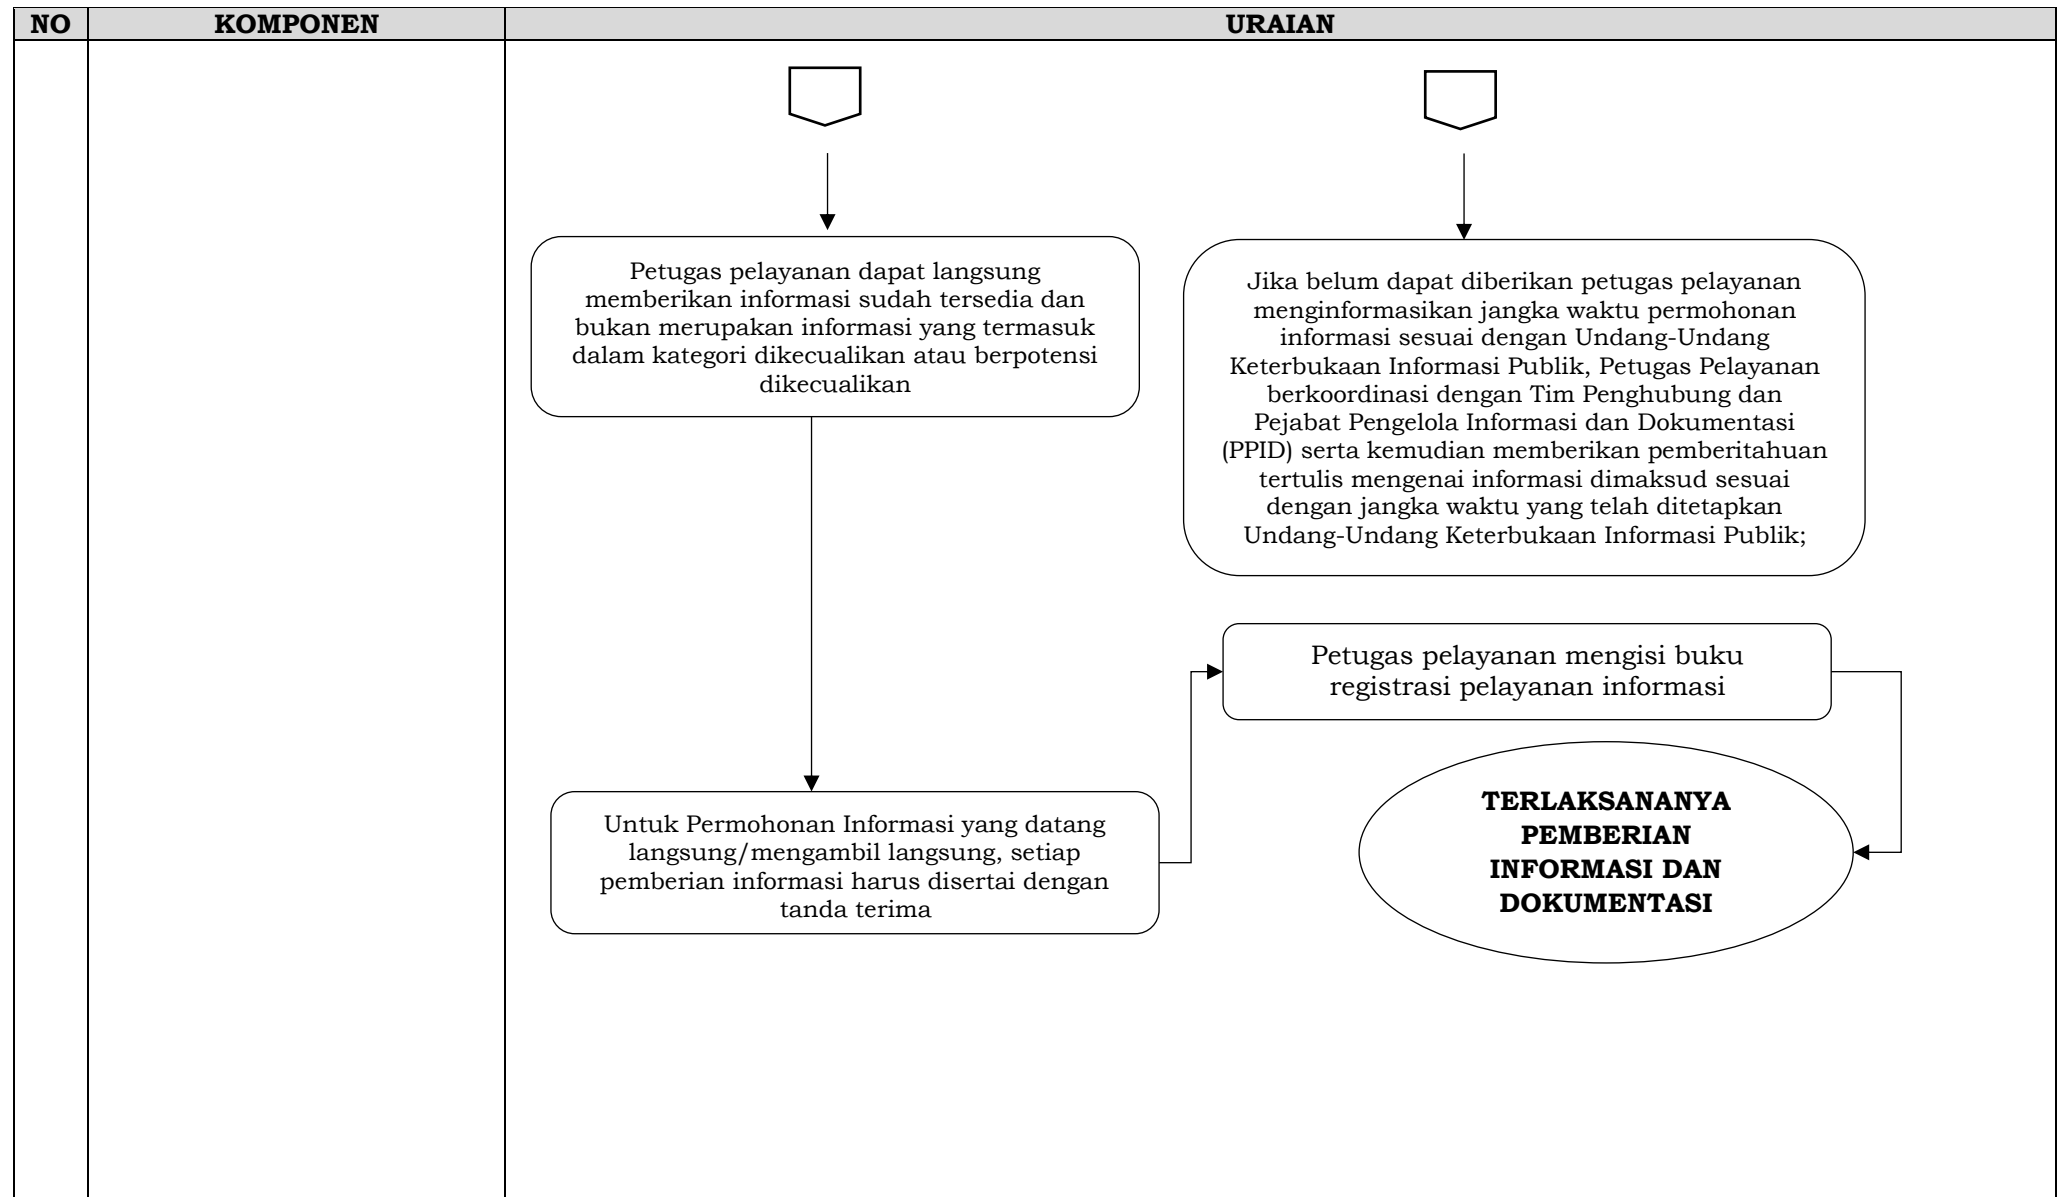 NO KOMPONEN URAIAN
Petugas pelayanan dapat langsung
memberikan informasi sudah tersedia dan
bukan merupakan informasi yang termasuk
dalam kategori dikecualikan atau berpotensi
dikecualikan
Jika belum dapat diberikan petugas pelayanan
menginformasikan jangka waktu permohonan
informasi sesuai dengan Undang-Undang
Keterbukaan Informasi Publik, Petugas Pelayanan
berkoordinasi dengan Tim Penghubung dan
Pejabat Pengelola Informasi dan Dokumentasi
(PPID) serta kemudian memberikan pemberitahuan
tertulis mengenai informasi dimaksud sesuai
dengan jangka waktu yang telah ditetapkan
Undang-Undang Keterbukaan Informasi Publik;
Petugas pelayanan mengisi buku
registrasi pelayanan informasi
Untuk Permohonan Informasi yang datang
langsung/mengambil langsung, setiap
pemberian informasi harus disertai dengan
tanda terima
TERLAKSANANYA
PEMBERIAN
INFORMASI DAN
DOKUMENTASI